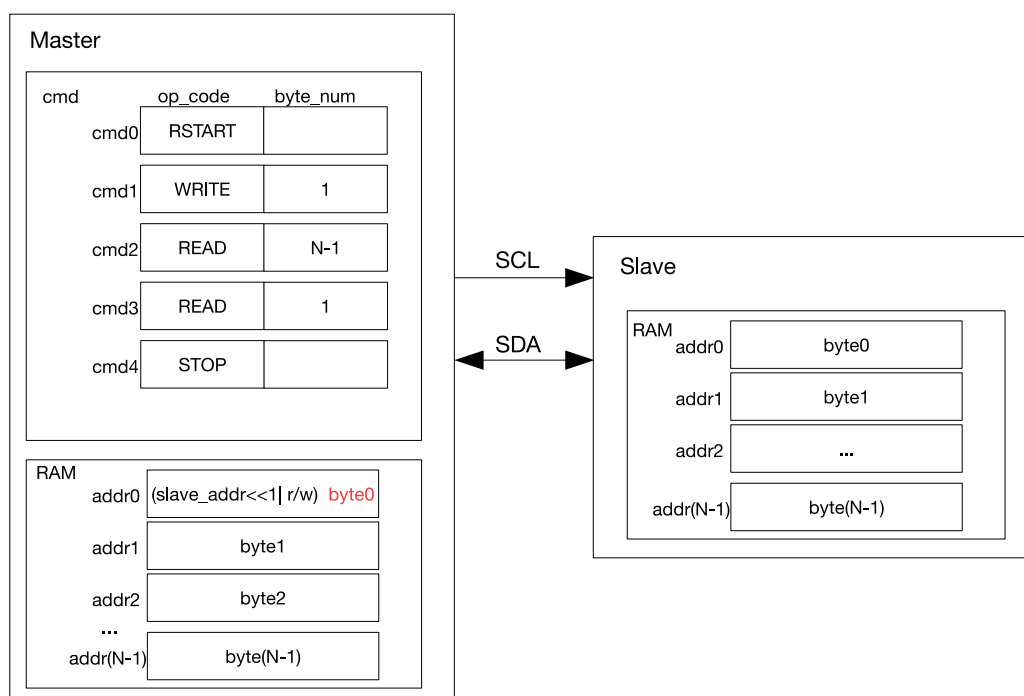 Master
cmd op_code byte_num
cmd0 RSTART
cmd1 WRITE 1
cmd2 READ N-1
cmd3 READ 1
cmd4 STOP
RAM
addr0 (slave_addr<<1| r/w) byte0
addr1 byte1
addr2 byte2
...
addr(N-1) byte(N-1)
SCL
SDA
Slave
RAM
addr0 byte0
addr1 byte1
addr2 ...
addr(N-1) byte(N-1)